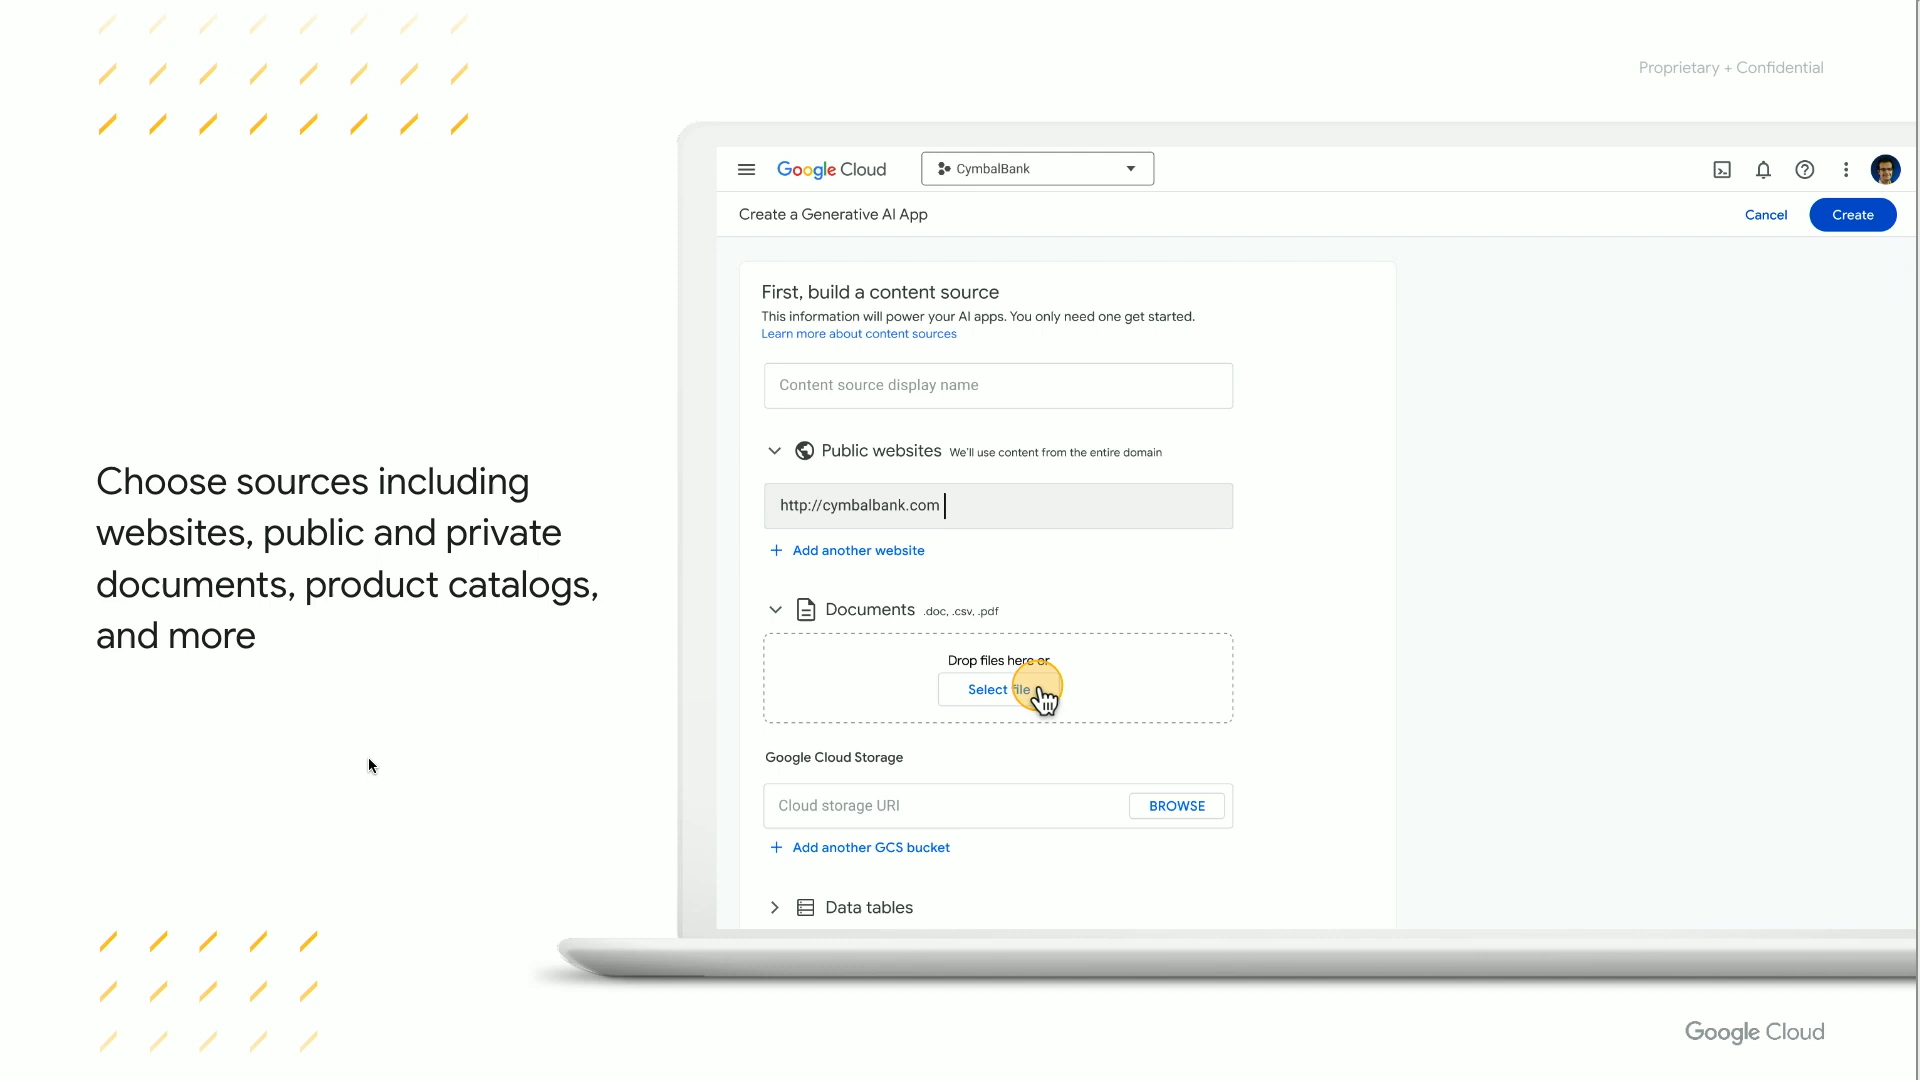 Proprietary + Confidential
Google Cloud
CymbalBank
Create a Generative AI App
Cancel
Create
First, build a content source
This information will power your AI apps. You only need one get started.
Learn more about content sources
Content source display name
Public websites We'll use content from the entire domain
http://cymbalbank.com
+ Add another website
Choose sources including
websites, public and private
documents, product catalogs,
and more
Documents .doc, .csv, .pdf
Drop files here or
Select file
Google Cloud Storage
Cloud storage URI
BROWSE
+ Add another GCS bucket
Data tables
Google Cloud